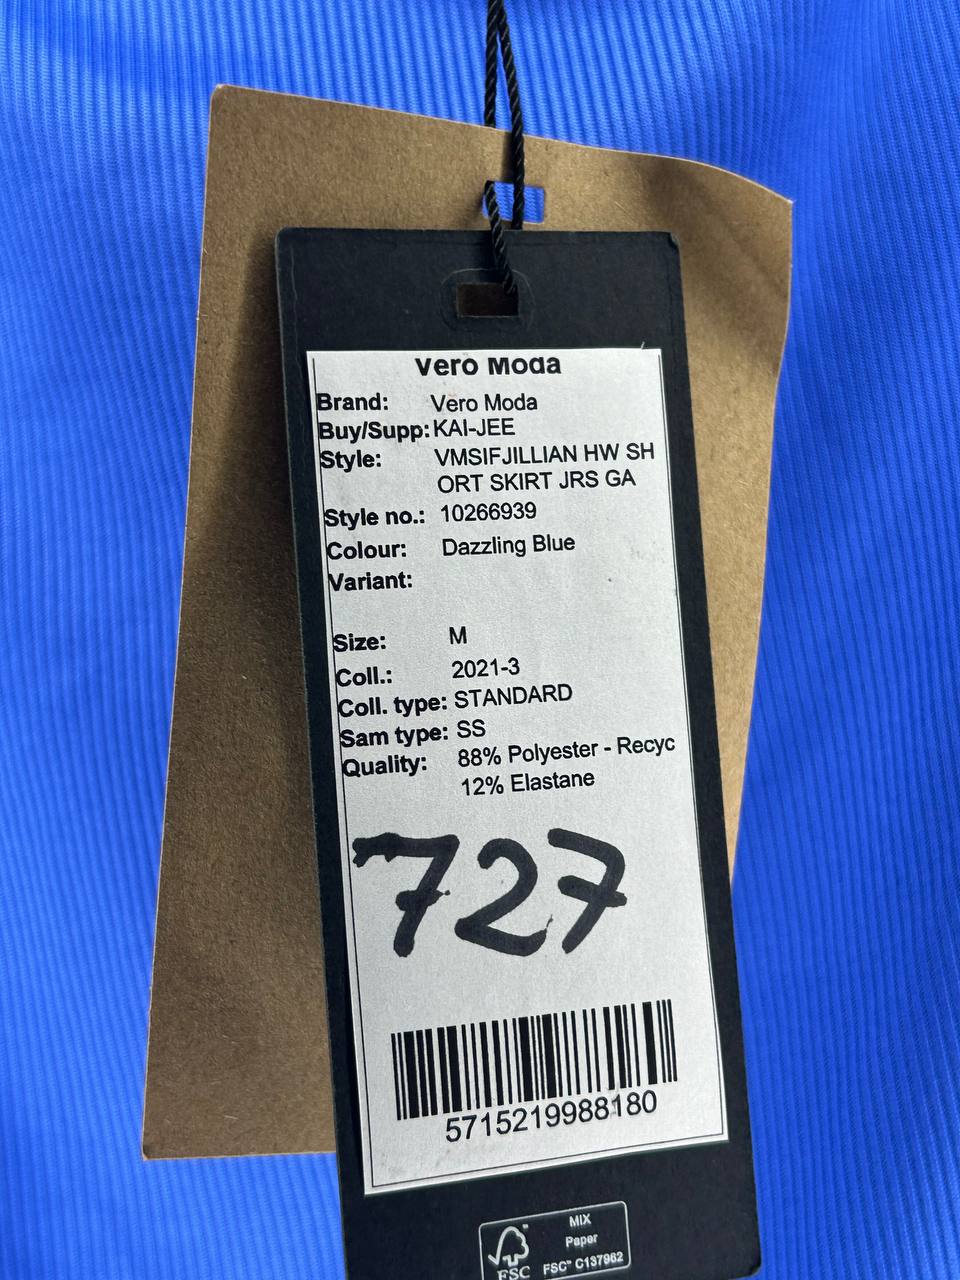 Vero Moda
Brand: Vero Moda
Buy/Supp: KAI-JEE
Style: VMSIFJILLIAN HW SH
ORT SKIRT JRS GA
Style no.: 10266939
Colour: Dazzling Blue
Variant:
Size: M
Coll.: 2021-3
Coll. type: STANDARD
Sam type: SS
Quality: 88% Polyester - Recyc
12% Elastane
727
5715219988180
MIX
Paper
FSC™ C137962
FSC